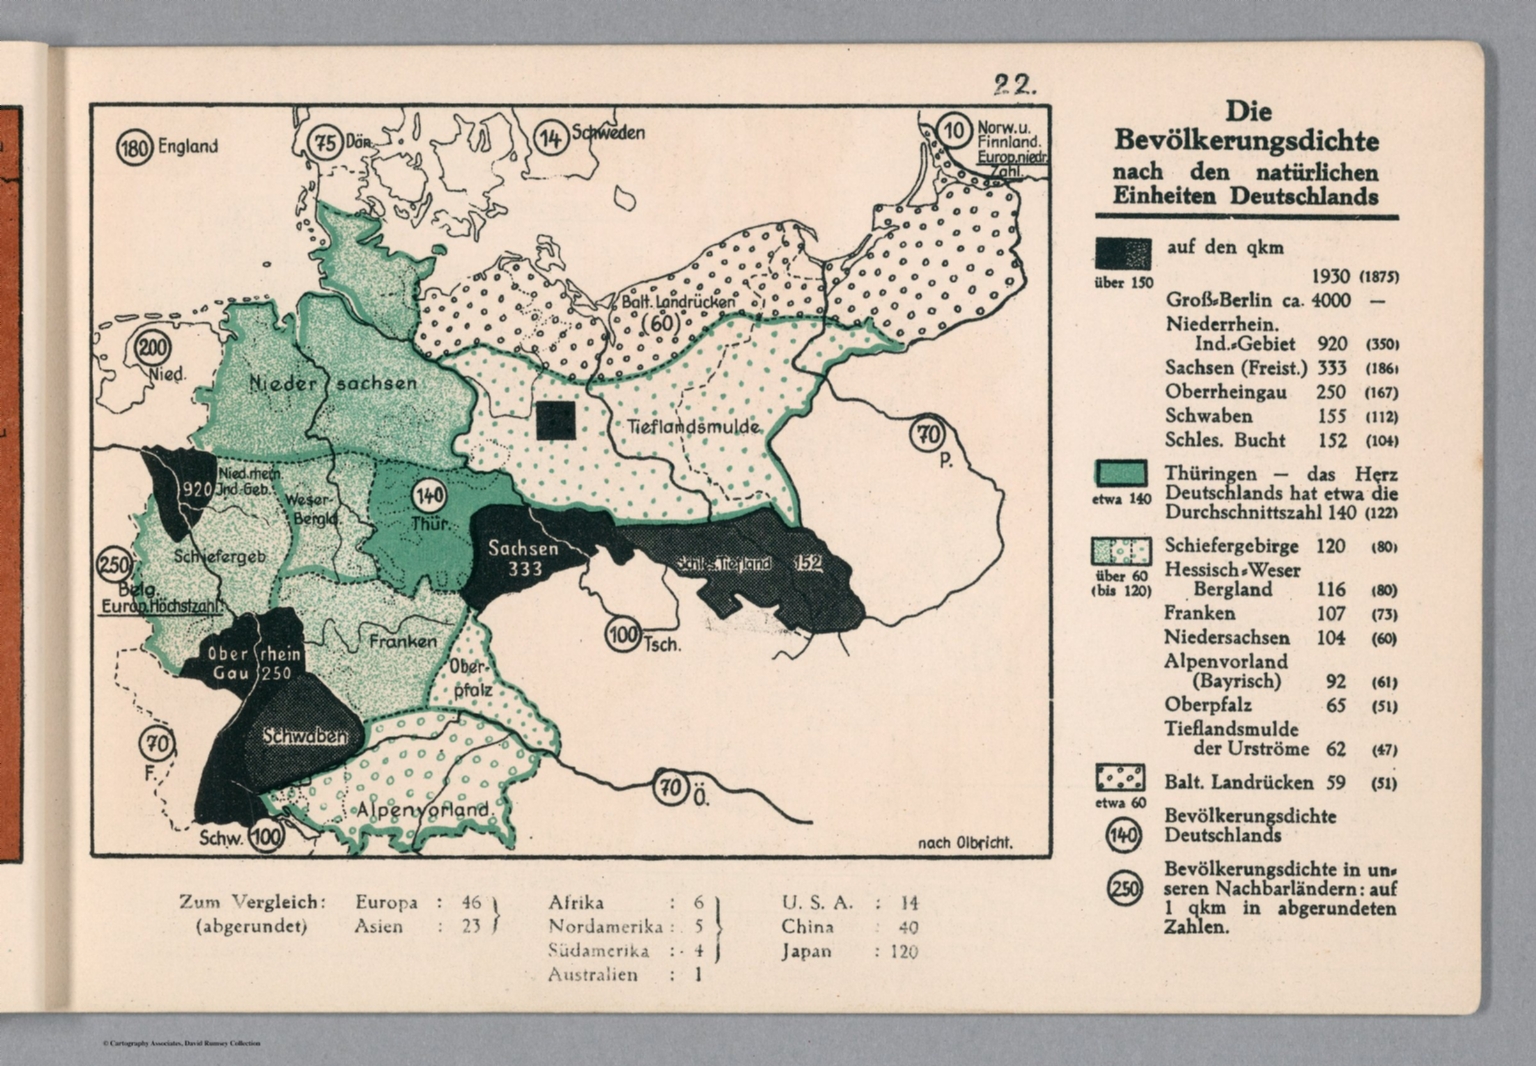 22.
180 England
75 Dän.
14 Schweden
10 Norw. u.
Finnland.
Europ. niedr.
Zahl.
200
Nied.
Balt. Landrücken
(60)
Nieder sachsen
Tieflandsmulde
70
P.
920 Nied. rhein.
Ind. Geb.
Weser-
Bergld.
140
Thür.
Schiefergeb.
Sachsen
333
Schles. Tiefland 152
250
Belg.
Europ. Höchstzahl
100 Tsch.
Ober rhein
Gau 250
Franken
Ober-
pfalz
Schwaben
70
F.
70 Ö.
Alpenvorland
Schw. 100
nach Olbricht.
Die
Bevölkerungsdichte
nach den natürlichen
Einheiten Deutschlands
über 150
auf den qkm
1930 (1875)
Groß-Berlin ca. 4000 —
Niederrhein.
Ind.-Gebiet 920 (350)
Sachsen (Freist.) 333 (186)
Oberrheingau 250 (167)
Schwaben 155 (112)
Schles. Bucht 152 (104)
etwa 140
Thüringen — das Herz
Deutschlands hat etwa die
Durchschnittszahl 140 (122)
über 60
(bis 120)
Schiefergebirge 120 (80)
Hessisch-Weser
Bergland 116 (80)
Franken 107 (73)
Niedersachsen 104 (60)
Alpenvorland
(Bayrisch) 92 (61)
Oberpfalz 65 (51)
Tieflandsmulde
der Urströme 62 (47)
etwa 60
Balt. Landrücken 59 (51)
140
Bevölkerungsdichte
Deutschlands
250
Bevölkerungsdichte in un-
seren Nachbarländern: auf
1 qkm in abgerundeten
Zahlen.
Zum Vergleich: Europa : 46 } Afrika : 6 } U. S. A. : 14
(abgerundet) Asien : 23 Nordamerika : 5 China : 40
Südamerika : 4 Japan : 120
Australien : 1
© Cartography Associates, David Rumsey Collection